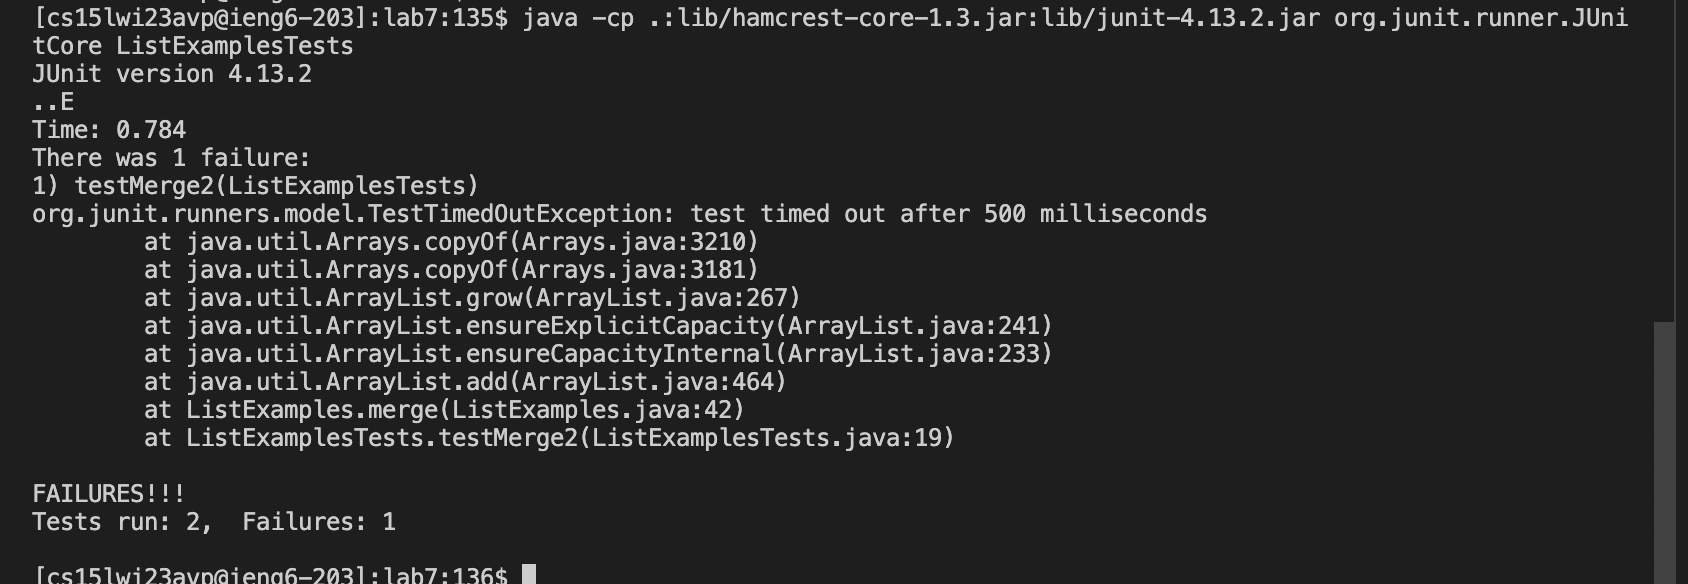 [cs15lwi23avp@ieng6-203]:lab7:135$ java -cp .:lib/hamcrest-core-1.3.jar:lib/junit-4.13.2.jar org.junit.runner.JUni
tCore ListExamplesTests
JUnit version 4.13.2
..E
Time: 0.784
There was 1 failure:
1) testMerge2(ListExamplesTests)
org.junit.runners.model.TestTimedOutException: test timed out after 500 milliseconds
        at java.util.Arrays.copyOf(Arrays.java:3210)
        at java.util.Arrays.copyOf(Arrays.java:3181)
        at java.util.ArrayList.grow(ArrayList.java:267)
        at java.util.ArrayList.ensureExplicitCapacity(ArrayList.java:241)
        at java.util.ArrayList.ensureCapacityInternal(ArrayList.java:233)
        at java.util.ArrayList.add(ArrayList.java:464)
        at ListExamples.merge(ListExamples.java:42)
        at ListExamplesTests.testMerge2(ListExamplesTests.java:19)

FAILURES!!!
Tests run: 2,  Failures: 1

[cs15lwi23avp@ieng6-203]:lab7:136$